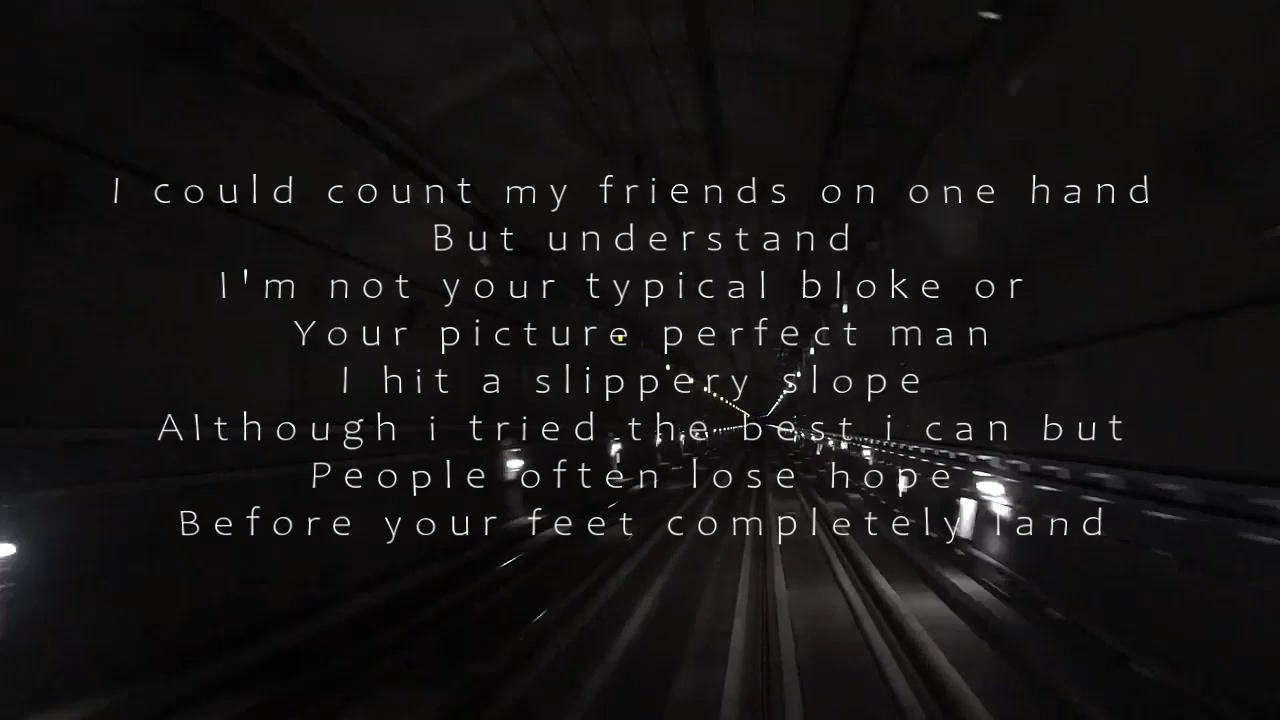 I could count my friends on one hand
But understand
I'm not your typical bloke or
Your picture perfect man
I hit a slippery slope
Although i tried the best i can but
People often lose hope
Before your feet completely land